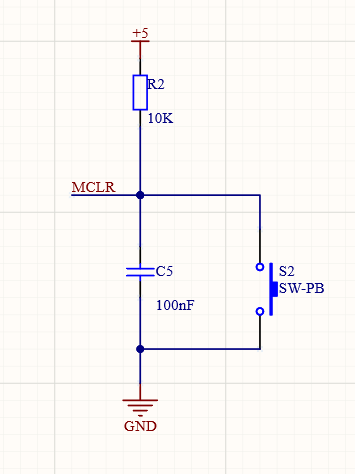 +5
R2
10K
MCLR
C5
100nF
S2
SW-PB
GND